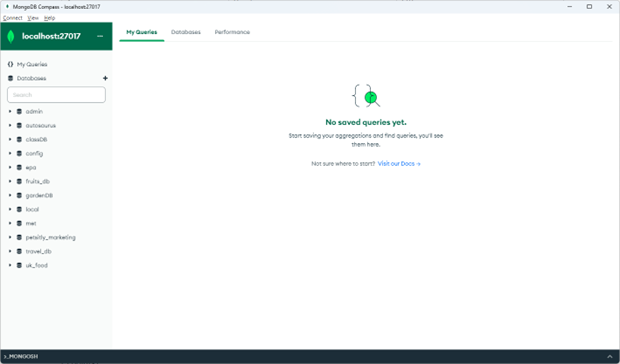 MongoDB Compass - localhost:27017
Connect View Help
localhost:27017
My Queries Databases Performance
My Queries
Databases
Search
admin
autosaurus
classDB
config
epa
fruits_db
gardenDB
local
met
petsitly_marketing
travel_db
uk_food
No saved queries yet.
Start saving your aggregations and find queries, you'll see
them here.
Not sure where to start? Visit our Docs →
>_MONGOSH